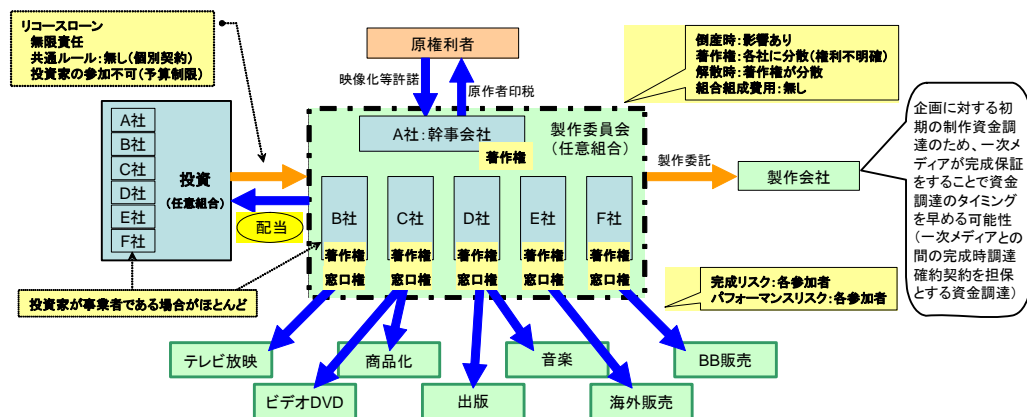 リコースローン
無限責任
共通ルール：無し（個別契約）
投資家の参加不可（予算制限）
原権利者
映像化等許諾
原作者印税
倒産時：影響あり
著作権：各社に分散（権利不明確）
解散時：著作権が分散
組合組成費用：無し
A社
B社
C社
D社
E社
F社
投資
（任意組合）
配当
A社：幹事会社
著作権
製作委員会
（任意組合）
B社
著作権
窓口権
C社
著作権
窓口権
D社
著作権
窓口権
E社
著作権
窓口権
F社
著作権
窓口権
製作委託
製作会社
企画に対する初
期の制作資金調
達のため、一次メ
ディアが完成保証
をすることで資金
調達のタイミング
を早める可能性
（一次メディアとの
間の完成時調達
確約契約を担保
とする資金調達）
投資家が事業者である場合がほとんど
完成リスク：各参加者
パフォーマンスリスク：各参加者
テレビ放映
商品化
音楽
BB販売
ビデオDVD
出版
海外販売